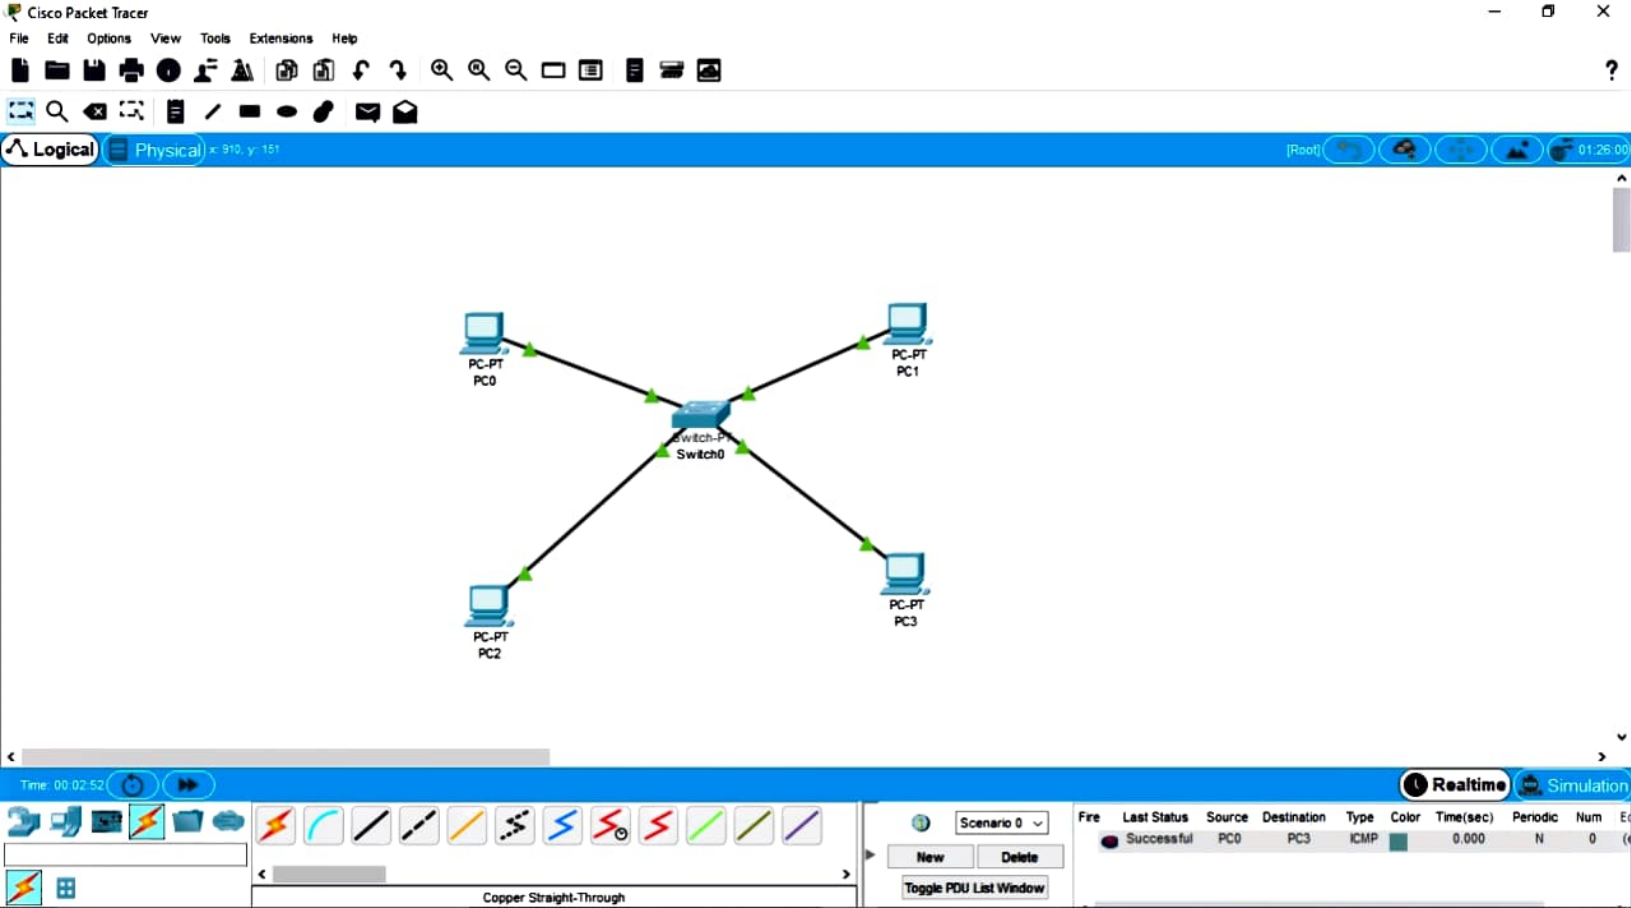 Cisco Packet Tracer
File Edit Options View Tools Extensions Help
?
Logical Physical x: 910, y: 151 [Root] 01:26:00
PC-PT
PC0
PC-PT
PC1
Switch-PT
Switch0
PC-PT
PC2
PC-PT
PC3
Time: 00:02:52 Realtime Simulation
Scenario 0
New Delete
Toggle PDU List Window
Fire Last Status Source Destination Type Color Time(sec) Periodic Num
Successful PC0 PC3 ICMP 0.000 N 0
Copper Straight-Through